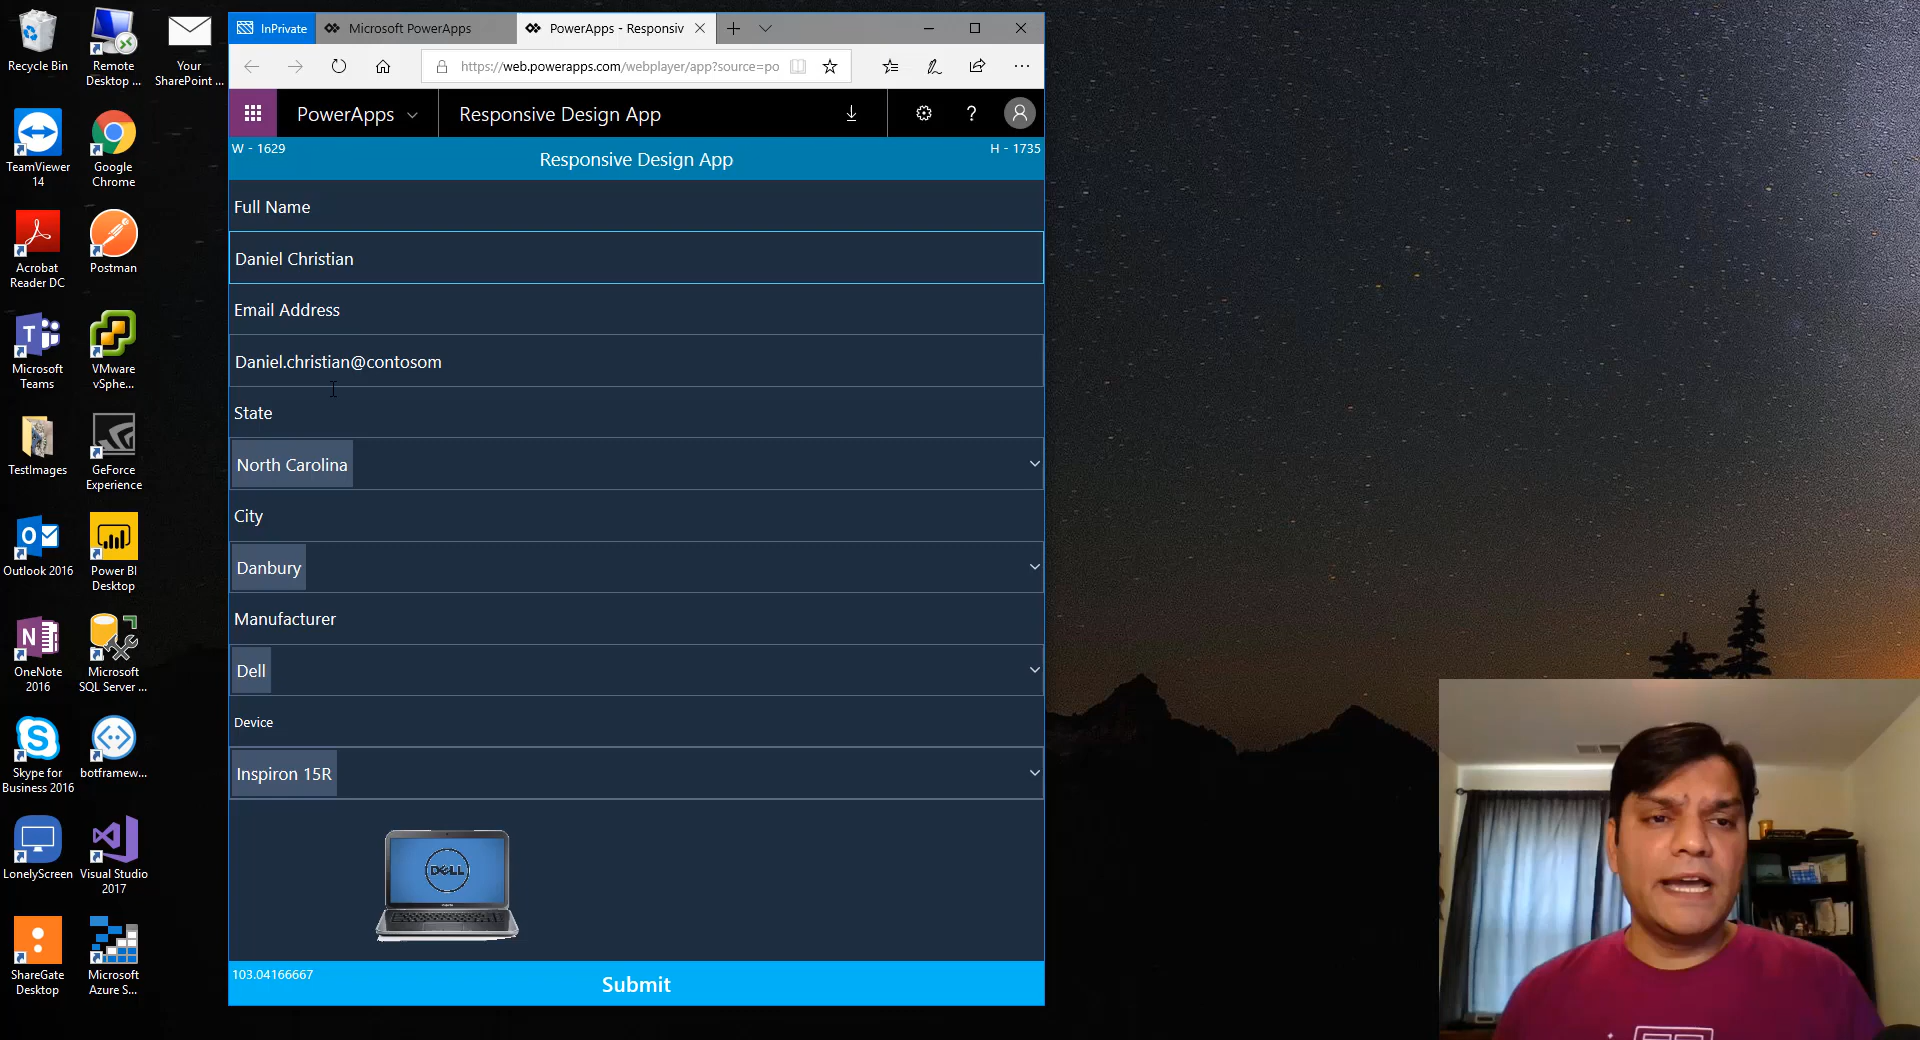 InPrivate
Microsoft PowerApps
PowerApps - Responsiv
https://web.powerapps.com/webplayer/app?source=po
PowerApps
Responsive Design App
?
W - 1629
Responsive Design App
H - 1735
Full Name
Daniel Christian
Email Address
Daniel.christian@contosom
State
North Carolina
City
Danbury
Manufacturer
Dell
Device
Inspiron 15R
DELL
103.04166667
Submit
Recycle Bin
Remote
Desktop ...
Your
SharePoint ...
TeamViewer
14
Google
Chrome
Acrobat
Reader DC
Postman
Microsoft
Teams
VMware
vSphe...
TestImages
GeForce
Experience
Outlook 2016
Power BI
Desktop
OneNote
2016
Microsoft
SQL Server ...
Skype for
Business 2016
botframew...
LonelyScreen
Visual Studio
2017
ShareGate
Desktop
Microsoft
Azure S...